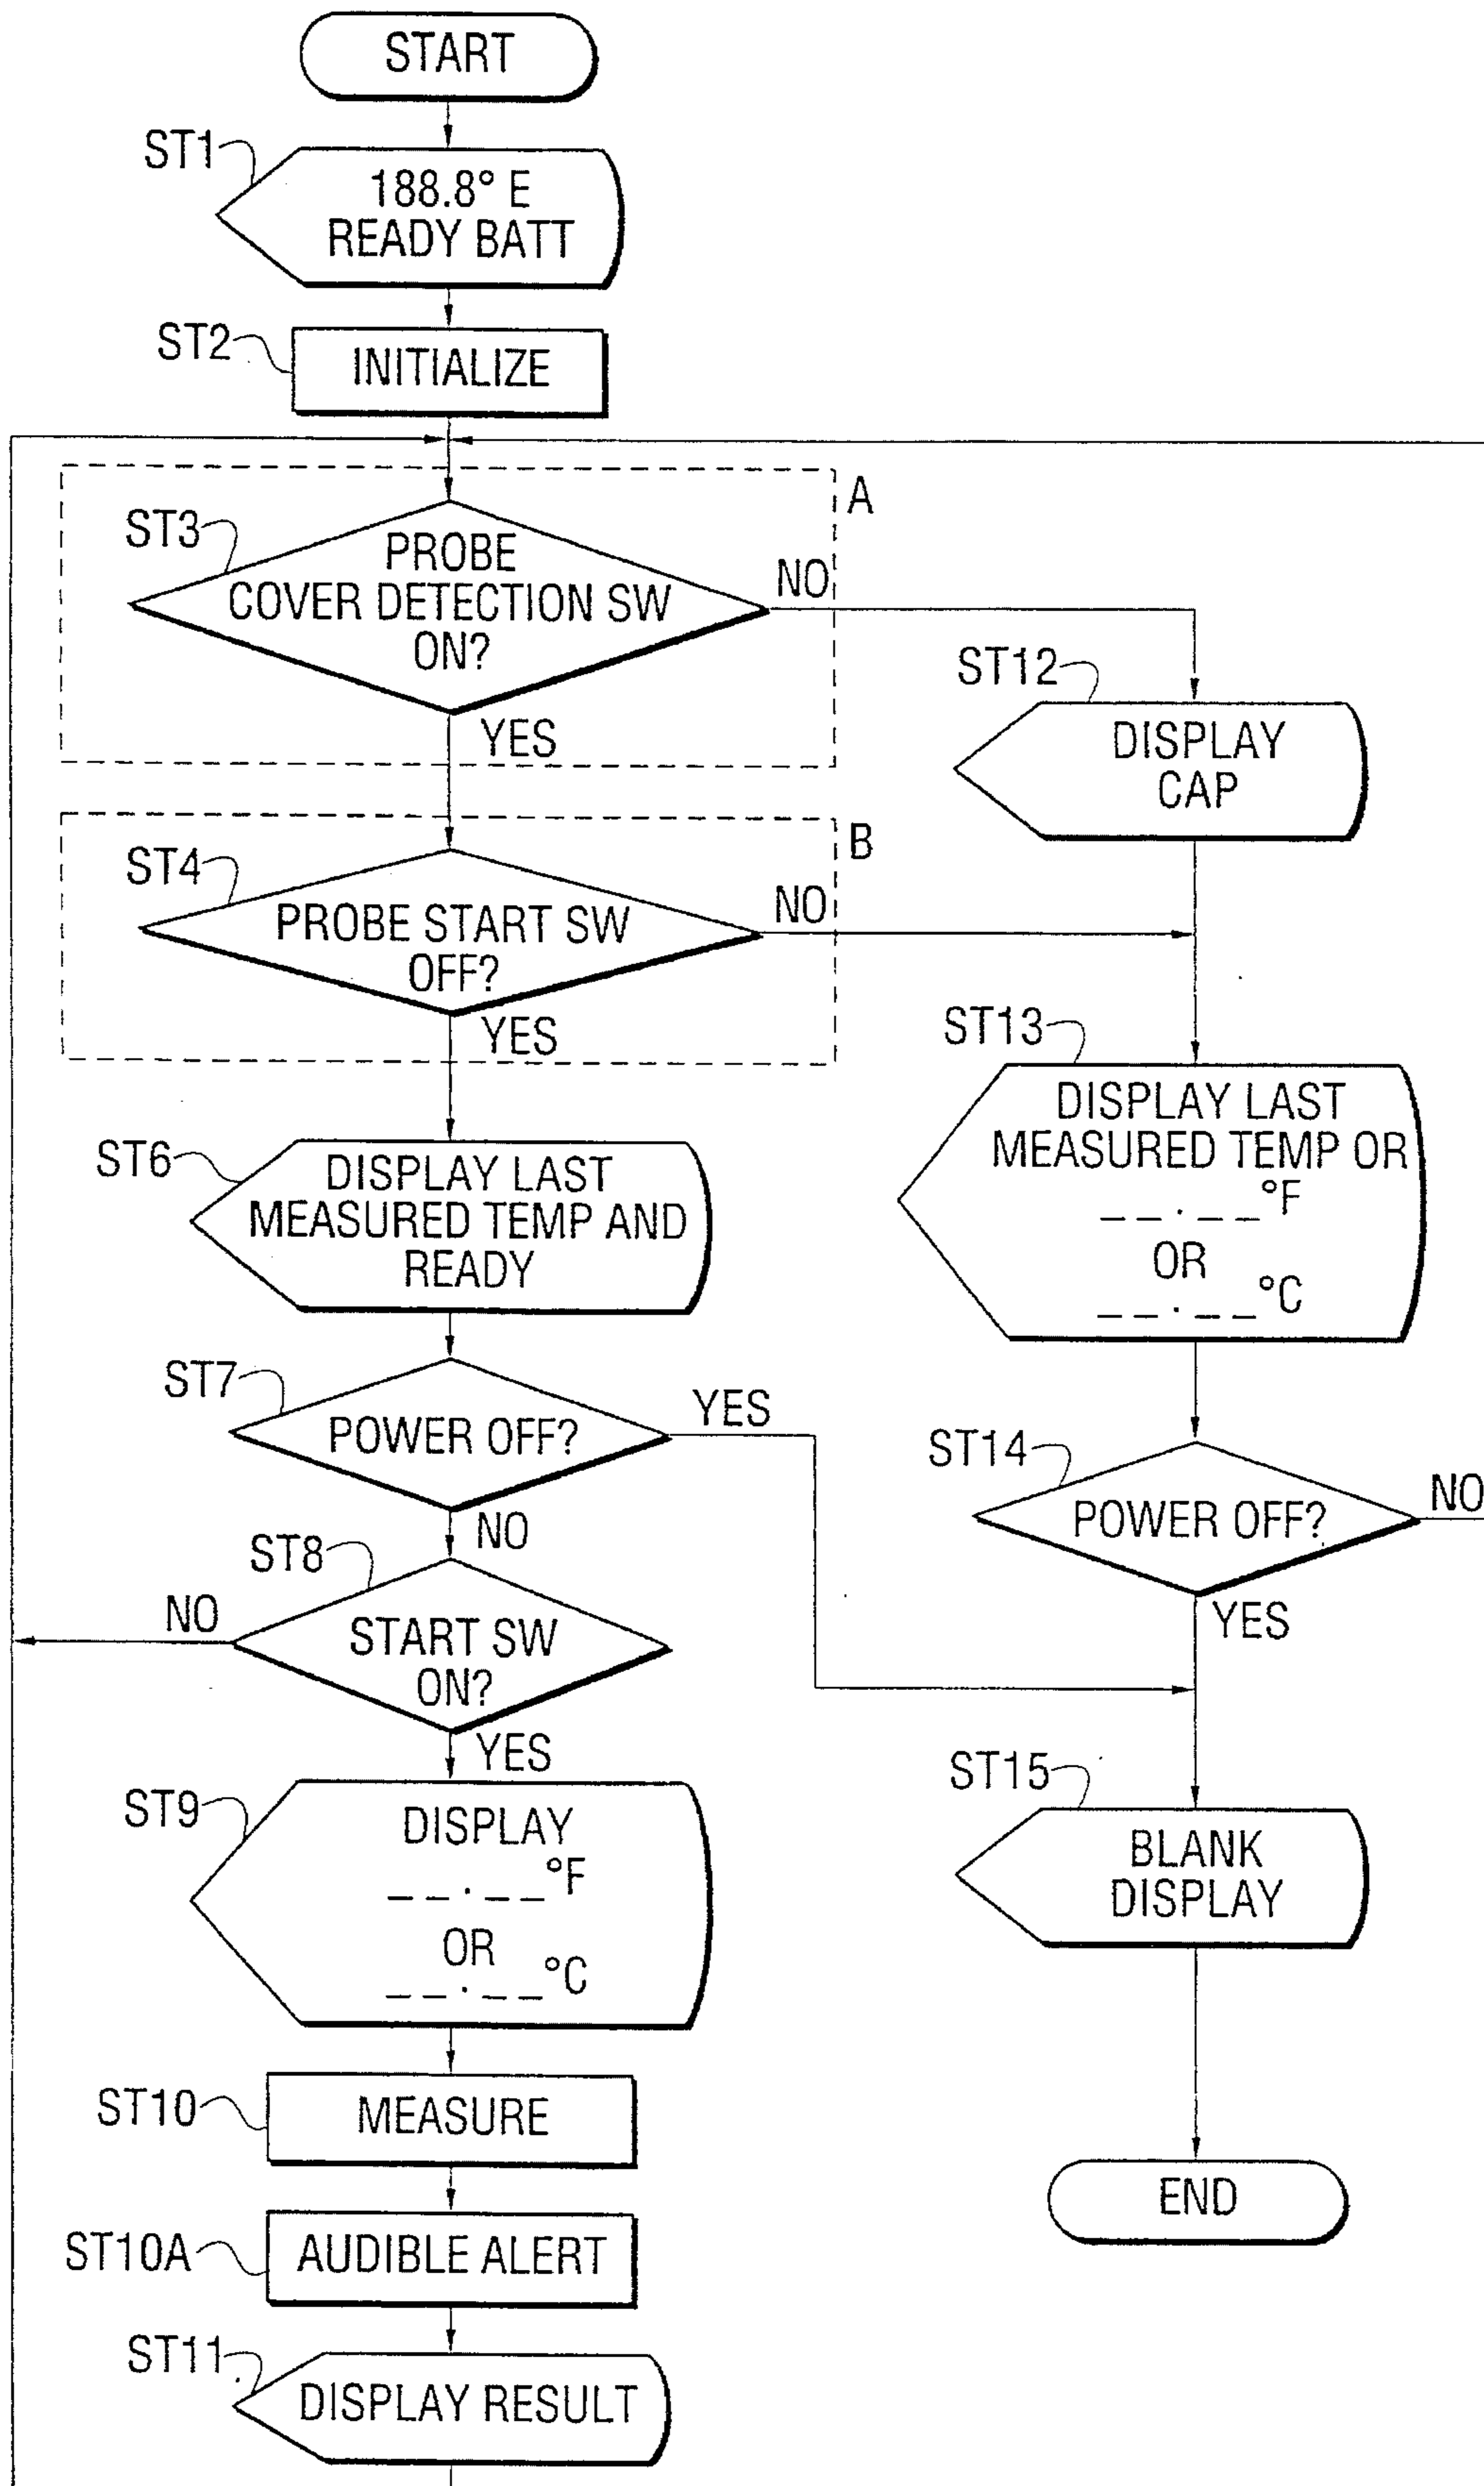 START
ST1
188.8° E
READY BATT
ST2
INITIALIZE
A
ST3
PROBE
COVER DETECTION SW
ON?
NO
YES
ST12
DISPLAY
CAP
B
ST4
PROBE START SW
OFF?
NO
YES
ST13
DISPLAY LAST
MEASURED TEMP OR
_ _ . _ _ °F
OR
_ _ . _ _ °C
ST6
DISPLAY LAST
MEASURED TEMP AND
READY
ST7
POWER OFF?
YES
NO
ST14
POWER OFF?
NO
YES
ST8
START SW
ON?
NO
YES
ST9
DISPLAY
_ _ . _ _ °F
OR
_ _ . _ _ °C
ST15
BLANK
DISPLAY
ST10
MEASURE
END
ST10A
AUDIBLE ALERT
ST11
DISPLAY RESULT